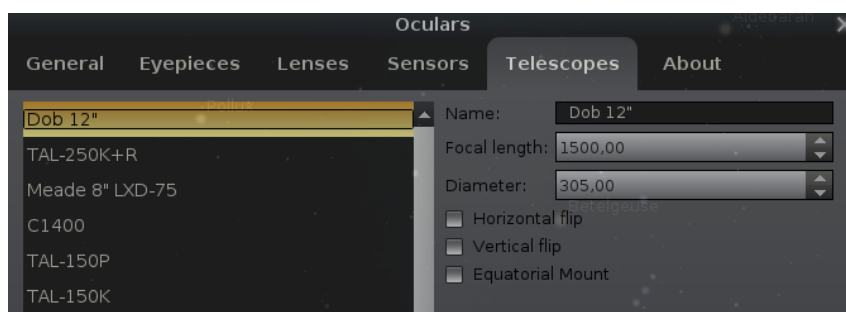 Oculars
Aldebaran
General Eyepieces Lenses Sensors Telescopes About
Pollux
Dob 12"
TAL-250K+R
Meade 8" LXD-75
C1400
TAL-150P
TAL-150K
Name: Dob 12"
Focal length: 1500,00
Diameter: 305,00
Betelgeuse
Horizontal flip
Vertical flip
Equatorial Mount